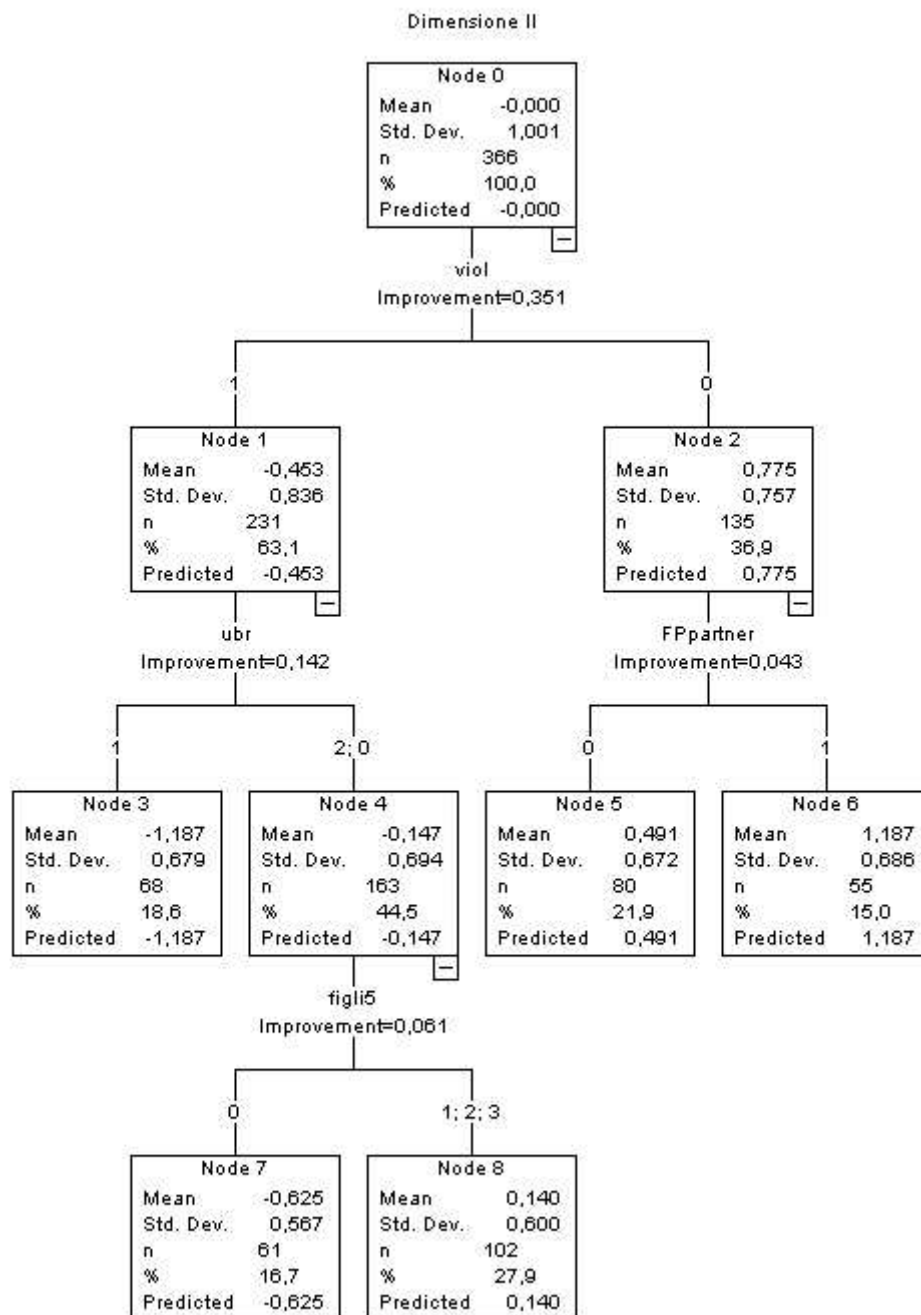 Dimensione II
Node 0
Mean -0,000
Std. Dev. 1,001
n 366
% 100,0
Predicted -0,000
viol
Improvement=0,351
1
0
Node 1
Mean -0,453
Std. Dev. 0,836
n 231
% 63,1
Predicted -0,453
Node 2
Mean 0,775
Std. Dev. 0,757
n 135
% 36,9
Predicted 0,775
ubr
Improvement=0,142
FPpartner
Improvement=0,043
1
2; 0
0
1
Node 3
Mean -1,187
Std. Dev. 0,679
n 68
% 18,6
Predicted -1,187
Node 4
Mean -0,147
Std. Dev. 0,694
n 163
% 44,5
Predicted -0,147
Node 5
Mean 0,491
Std. Dev. 0,672
n 80
% 21,9
Predicted 0,491
Node 6
Mean 1,187
Std. Dev. 0,686
n 55
% 15,0
Predicted 1,187
figli5
Improvement=0,061
0
1; 2; 3
Node 7
Mean -0,625
Std. Dev. 0,567
n 61
% 16,7
Predicted -0,625
Node 8
Mean 0,140
Std. Dev. 0,600
n 102
% 27,9
Predicted 0,140